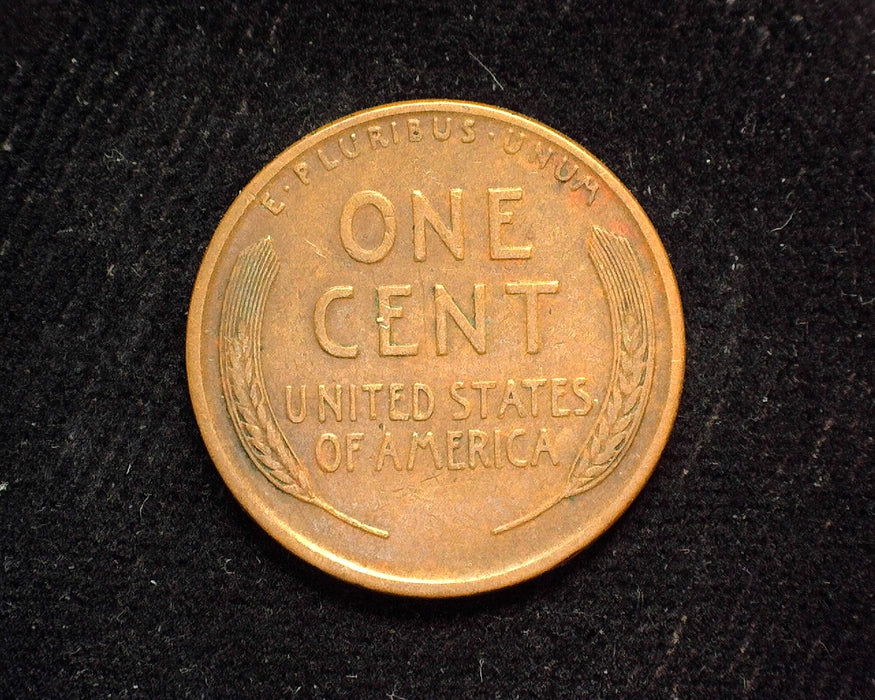 E·PLURIBUS·UNUM
ONE
CENT
UNITED STATES
OF AMERICA